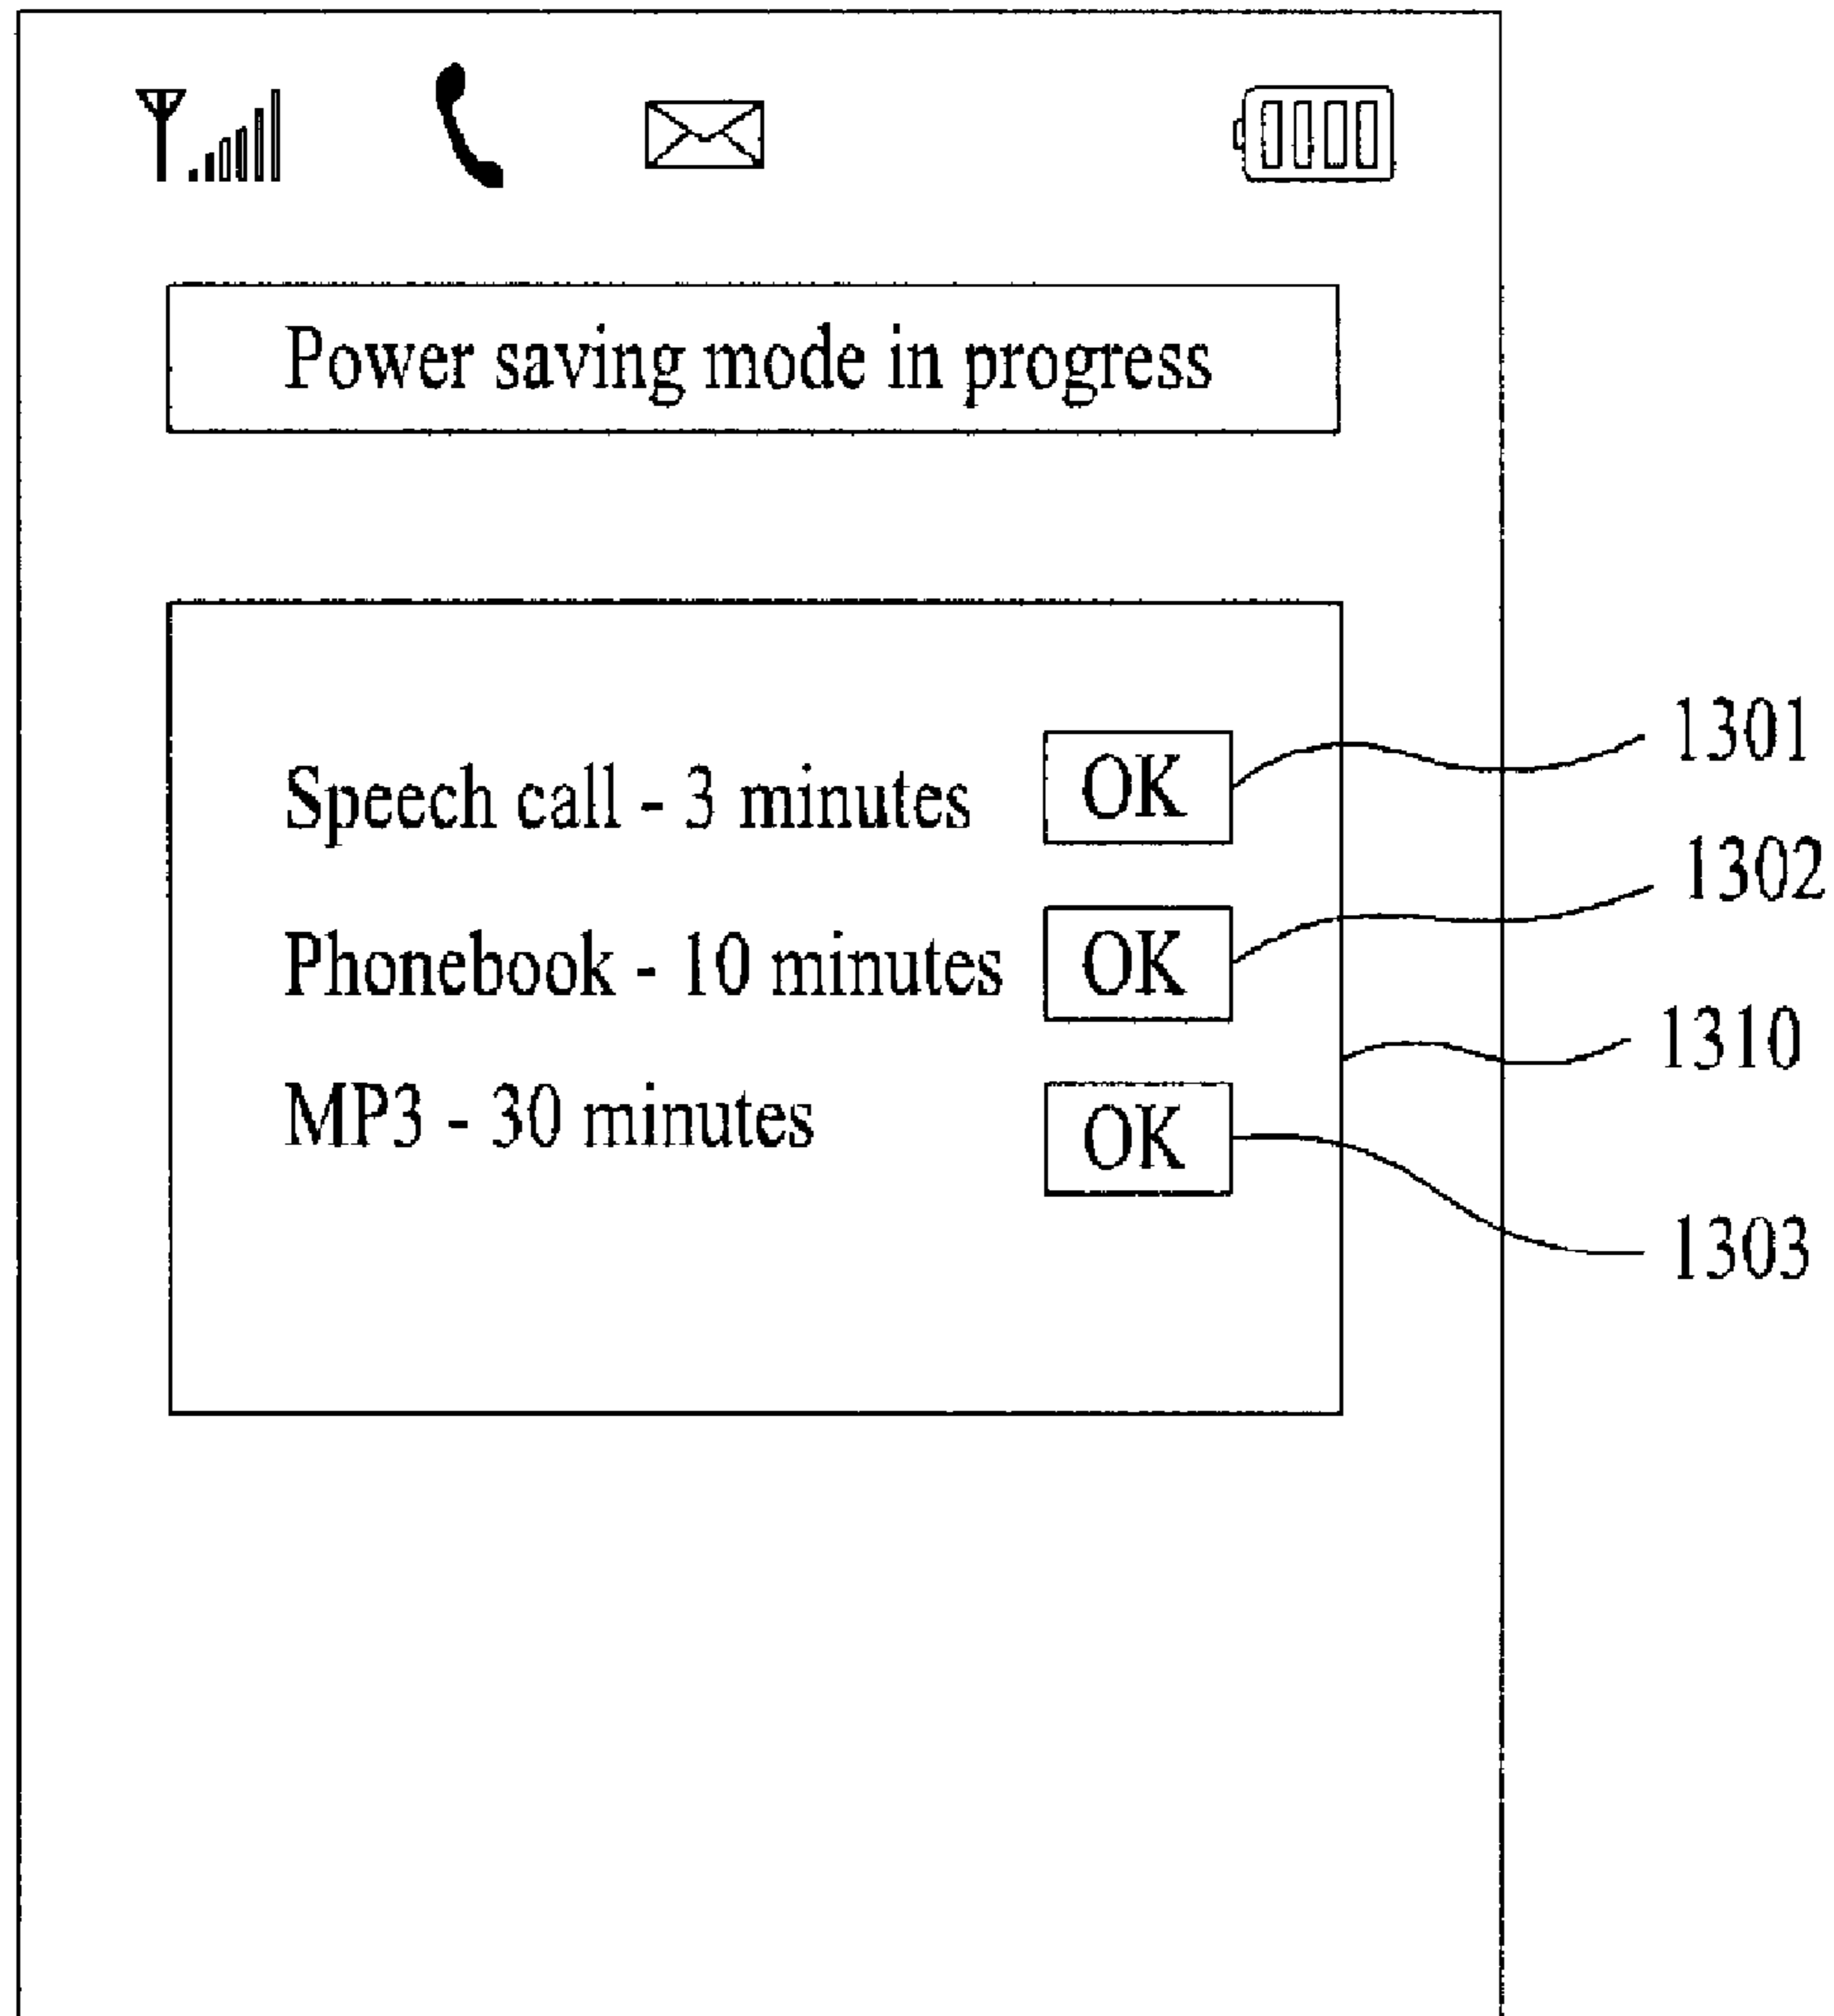 Power saving mode in progress
Speech call - 3 minutes OK 1301
Phonebook - 10 minutes OK 1302
1310
MP3 - 30 minutes OK
1303